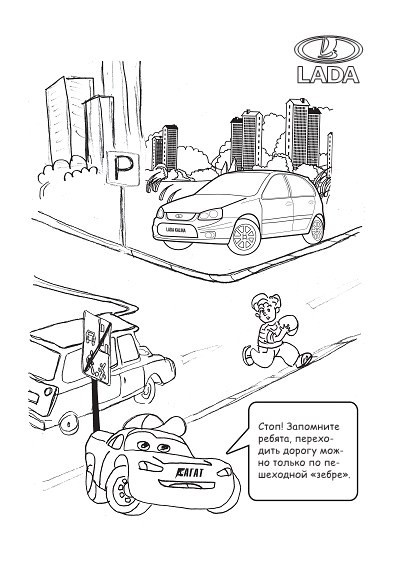 LADA
P
LADA KALINA
АГАТ
Стоп! Запомните
ребята, перехо-
дить дорогу мож-
но только по пе-
шеходной «зебре».